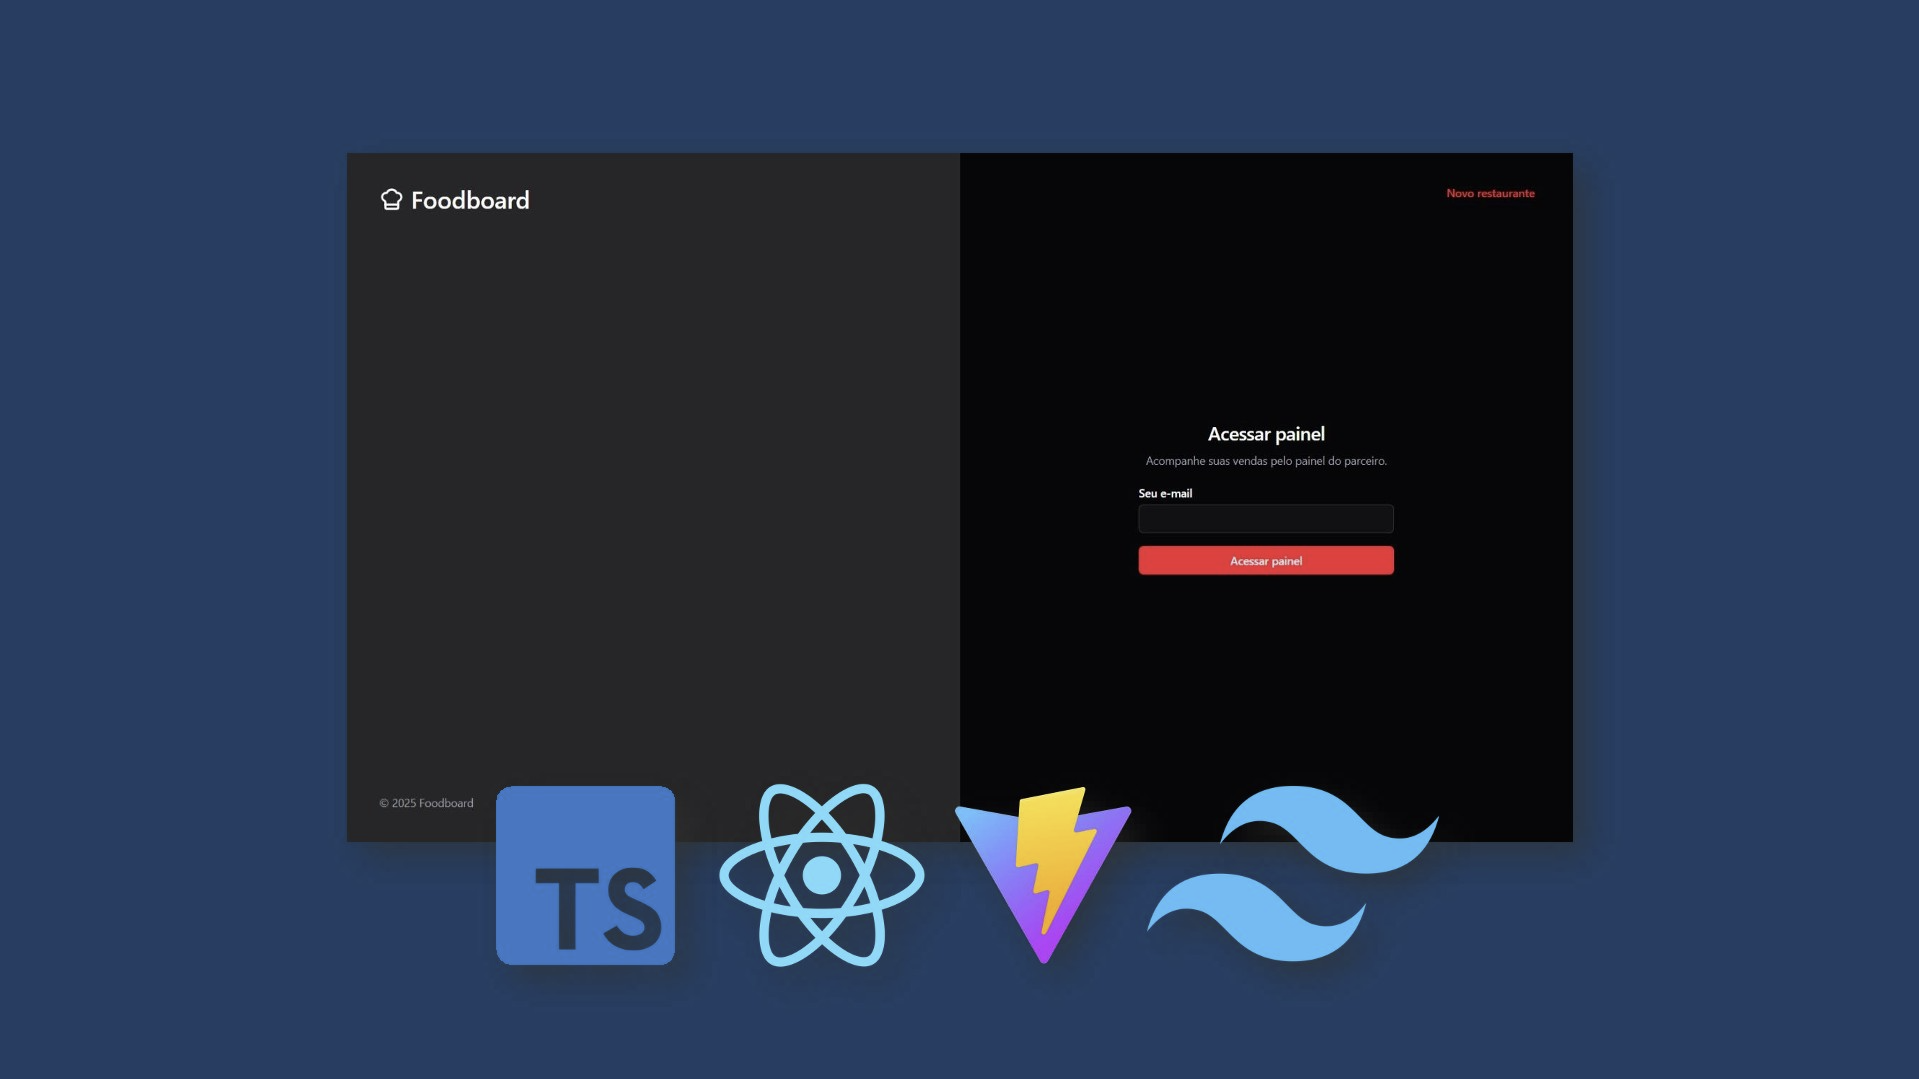 Foodboard
Novo restaurante
Acessar painel
Acompanhe suas vendas pelo painel do parceiro.
Seu e-mail
Acessar painel
© 2025 Foodboard
TS